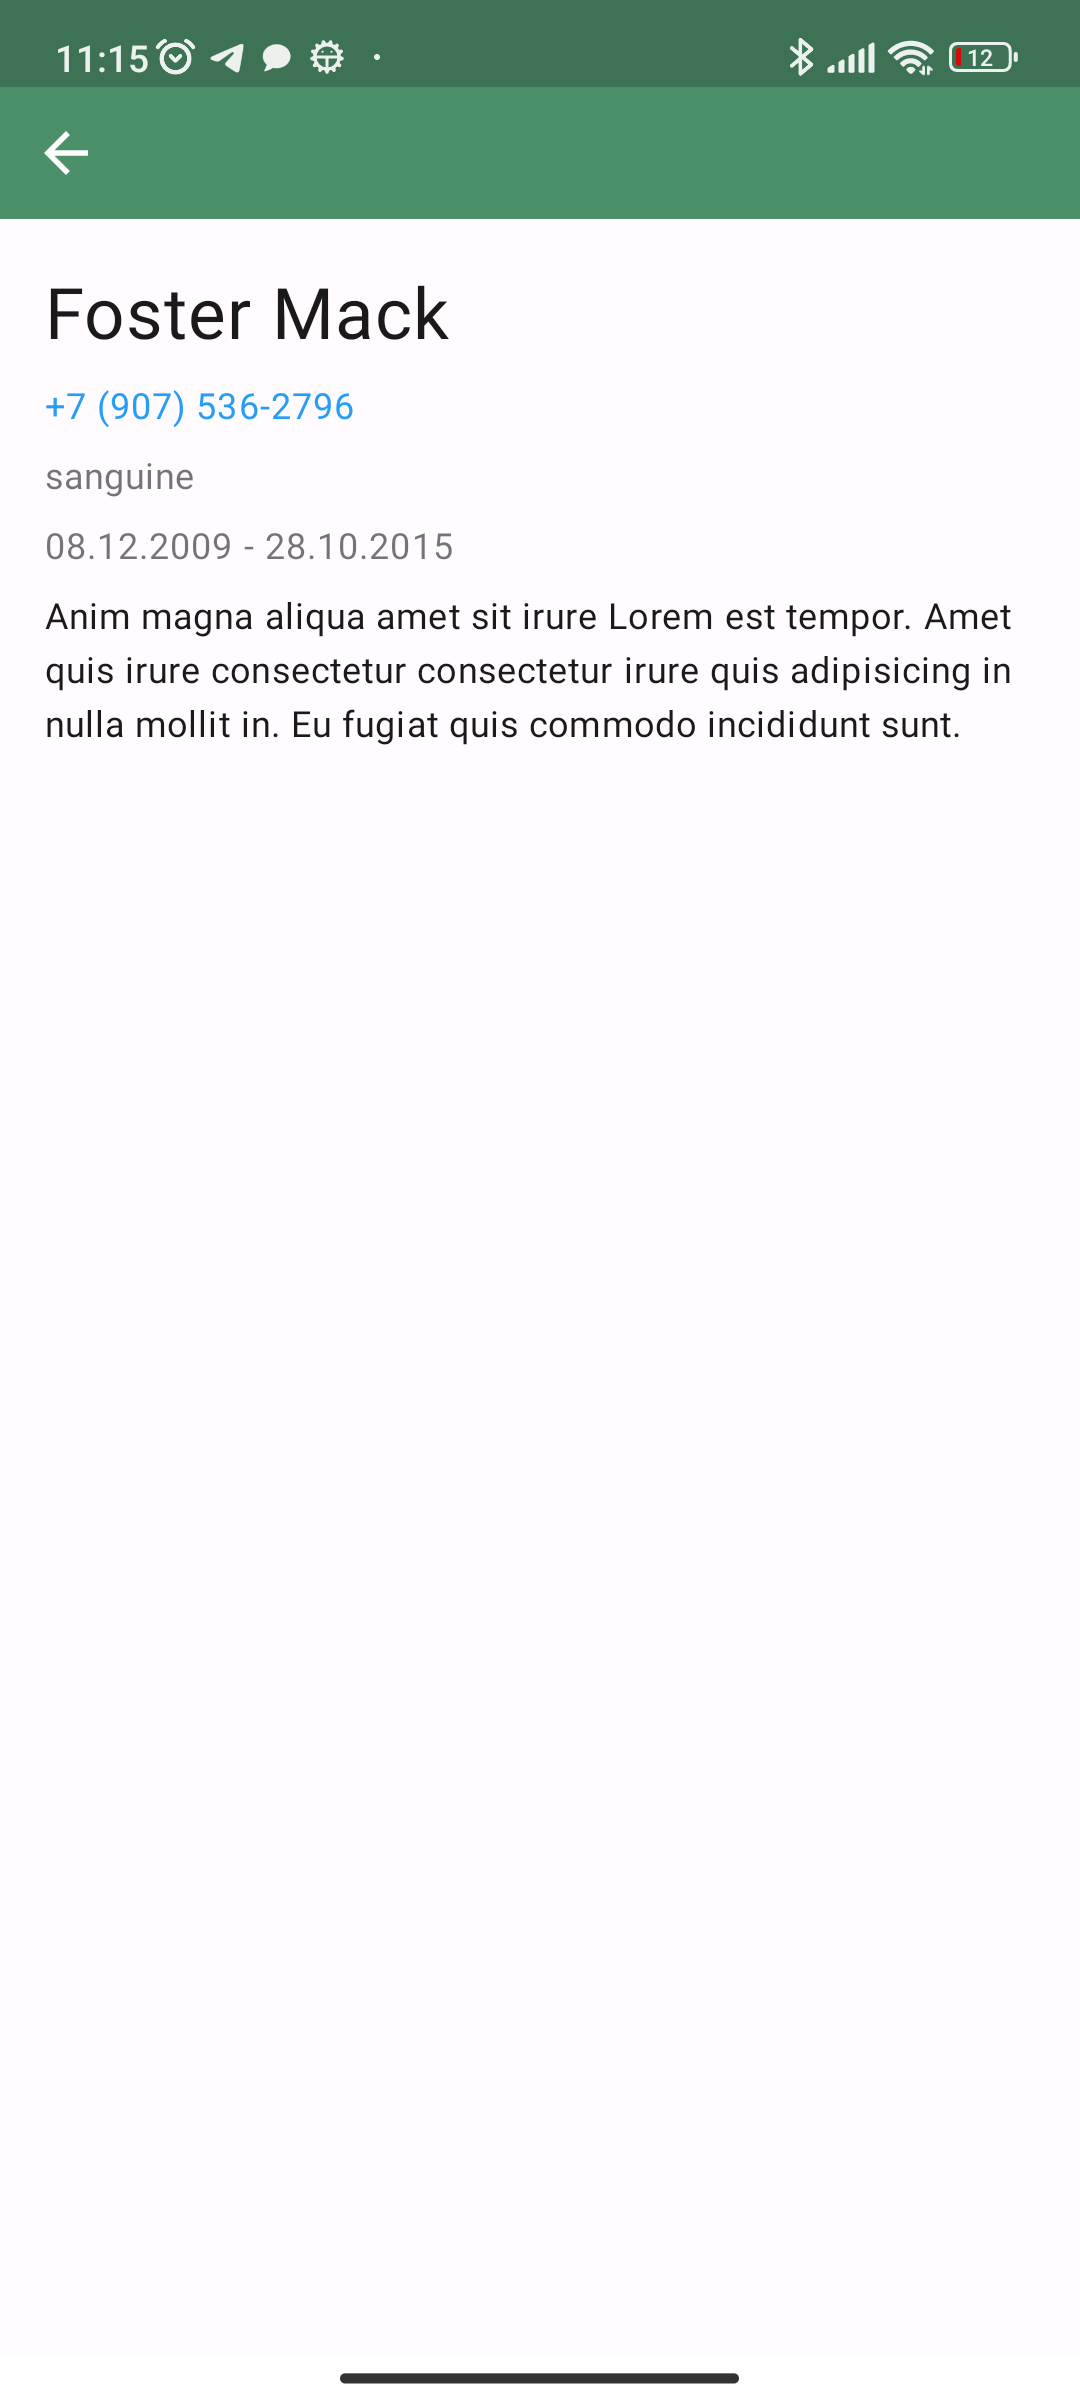 11:15
12
Foster Mack
+7 (907) 536-2796
sanguine
08.12.2009 - 28.10.2015
Anim magna aliqua amet sit irure Lorem est tempor. Amet
quis irure consectetur consectetur irure quis adipisicing in
nulla mollit in. Eu fugiat quis commodo incididunt sunt.